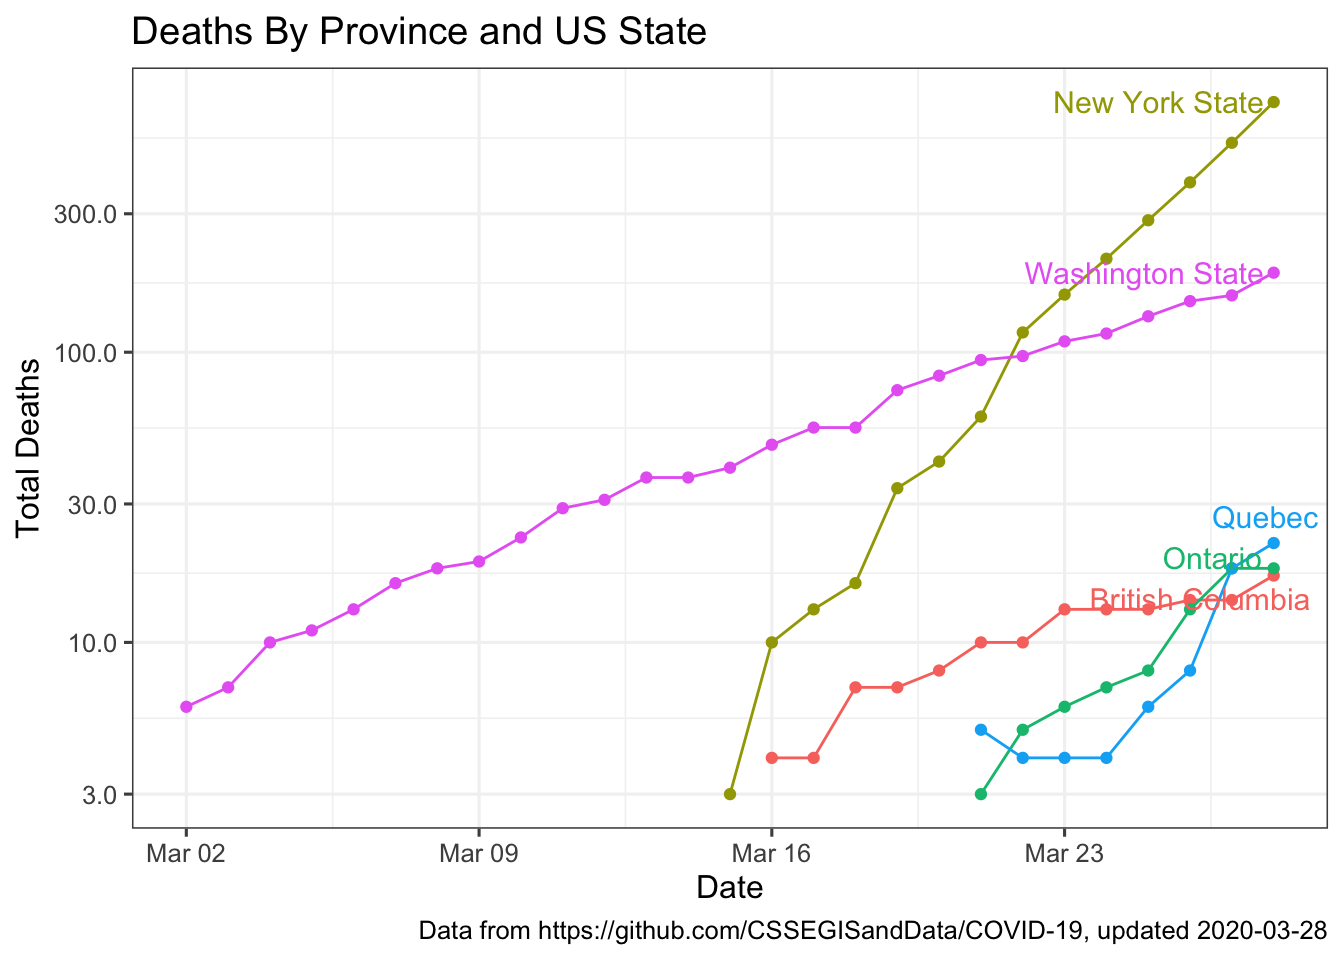 Deaths By Province and US State
New York State
300.0
Washington State
100.0
Total Deaths
30.0
Quebec
Ontario
British Columbia
10.0
3.0
Mar 02 Mar 09 Mar 16 Mar 23
Date
Data from https://github.com/CSSEGISandData/COVID-19, updated 2020-03-28